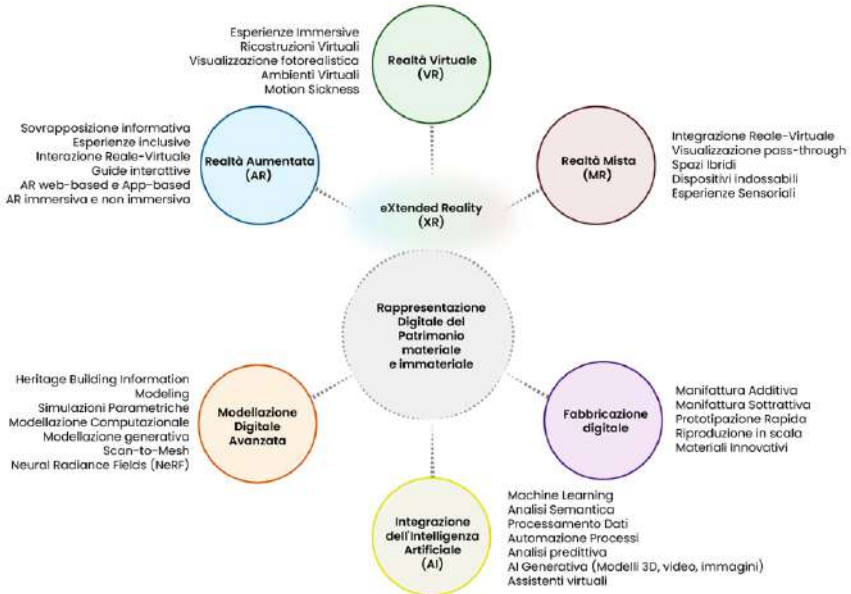 Esperienze Immersive
Ricostruzioni Virtuali
Visualizzazione fotorealistica
Ambienti Virtuali
Motion Sickness
Realtà Virtuale
(VR)
Sovrapposizione informativa
Esperienze inclusive
Interazione Reale-Virtuale
Guide interattive
AR web-based e App-based
AR immersiva e non immersiva
Realtà Aumentata
(AR)
eXtended Reality
(XR)
Realtà Mista
(MR)
Integrazione Reale-Virtuale
Visualizzazione pass-through
Spazi Ibridi
Dispositivi indossabili
Esperienze Sensoriali
Rappresentazione
Digitale del
Patrimonio
materiale
e immateriale
Heritage Building Information
Modeling
Simulazioni Parametriche
Modellazione Computazionale
Modellazione generativa
Scan-to-Mesh
Neural Radiance Fields (NeRF)
Modellazione
Digitale
Avanzata
Fabbricazione
digitale
Manifattura Additiva
Manifattura Sottrattiva
Prototipazione Rapida
Riproduzione in scala
Materiali Innovativi
Integrazione
dell'Intelligenza
Artificiale
(AI)
Machine Learning
Analisi Semantica
Processamento Dati
Automazione Processi
Analisi predittiva
AI Generativa (Modelli 3D, video, immagini)
Assistenti virtuali